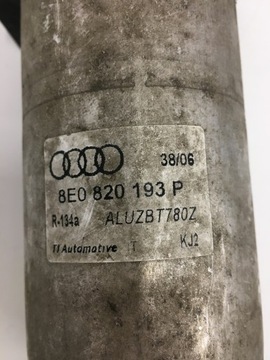 38/06
8E0 820 193 P
R-134a ALUZBT780Z
TI Automotive T KJ2